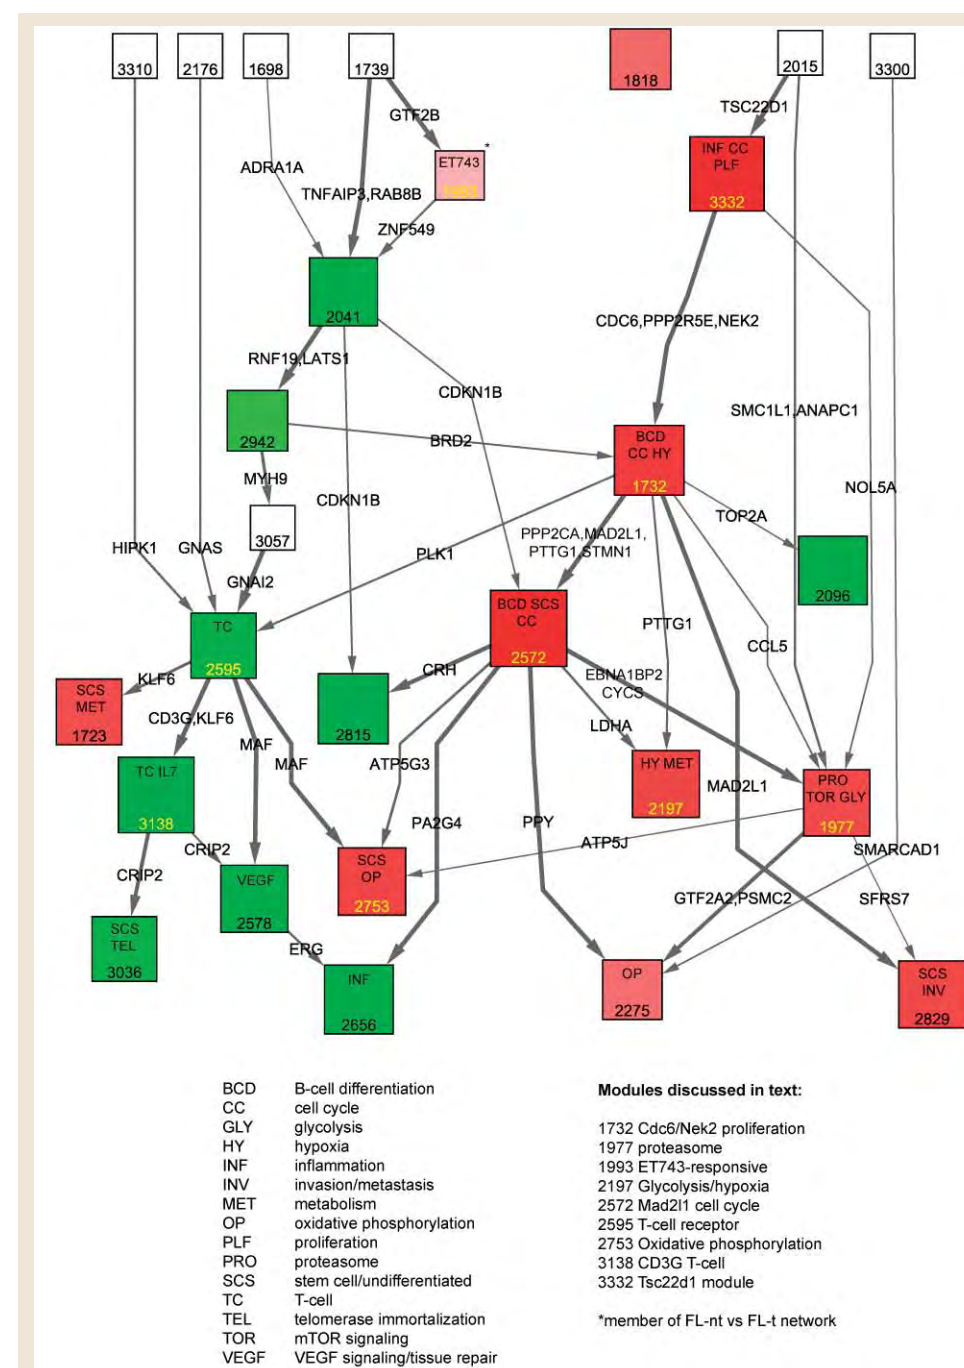 3310
2176
1698
1739
1818
2015
3300
GTF2B
TSC22D1
ADRA1A
ET743
*
1993
INF CC
PLF
3332
TNFAIP3,RAB8B
ZNF549
2041
CDC6,PPP2R5E,NEK2
RNF19,LATS1
CDKN1B
SMC1L1,ANAPC1
2942
BRD2
BCD
CC HY
1732
MYH9
CDKN1B
NOL5A
TOP2A
3057
HIPK1
GNAS
PLK1
PPP2CA,MAD2L1,
PTTG1,STMN1
GNAI2
2096
TC
2595
BCD SCS
CC
2572
PTTG1
CCL5
KLF6
CRH
EBNA1BP2
CYCS
SCS
MET
1723
CD3G,KLF6
2815
LDHA
MAF
MAF
ATP5G3
HY MET
2197
MAD2L1
PRO
TOR GLY
1977
TC IL7
3138
PA2G4
PPY
ATP5J
SMARCAD1
CRIP2
CRIP2
SCS
OP
2753
VEGF
2578
GTF2A2,PSMC2
SFRS7
SCS
TEL
3036
ERG
INF
2656
OP
2275
SCS
INV
2829
BCD B-cell differentiation
CC cell cycle
GLY glycolysis
HY hypoxia
INF inflammation
INV invasion/metastasis
MET metabolism
OP oxidative phosphorylation
PLF proliferation
PRO proteasome
SCS stem cell/undifferentiated
TC T-cell
TEL telomerase immortalization
TOR mTOR signaling
VEGF VEGF signaling/tissue repair
Modules discussed in text:
1732 Cdc6/Nek2 proliferation
1977 proteasome
1993 ET743-responsive
2197 Glycolysis/hypoxia
2572 Mad2l1 cell cycle
2595 T-cell receptor
2753 Oxidative phosphorylation
3138 CD3G T-cell
3332 Tsc22d1 module
*member of FL-nt vs FL-t network